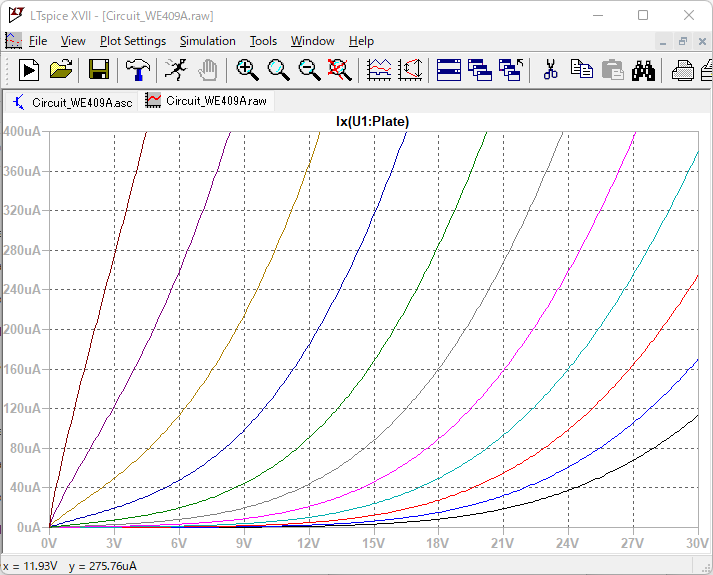 LTspice XVII - [Circuit_WE409A.raw]
File View Plot Settings Simulation Tools Window Help
Circuit_WE409A.asc Circuit_WE409A.raw
Ix(U1:Plate)
400uA
360uA
320uA
280uA
240uA
200uA
160uA
120uA
80uA
40uA
0uA
0V 3V 6V 9V 12V 15V 18V 21V 24V 27V 30V
x = 11.93V y = 275.76uA